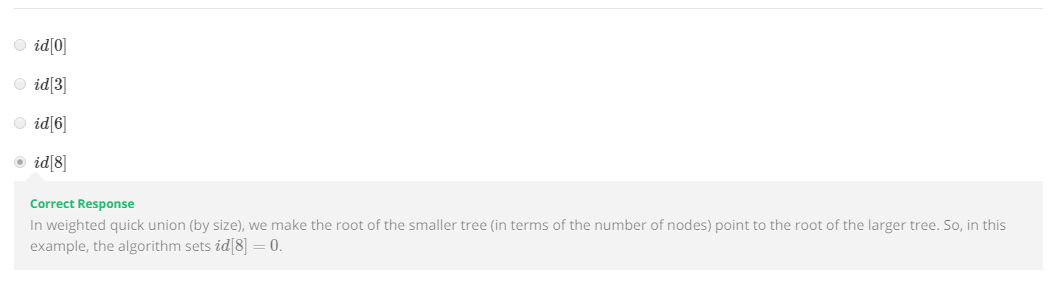 id[0]
id[3]
id[6]
id[8]
Correct Response
In weighted quick union (by size), we make the root of the smaller tree (in terms of the number of nodes) point to the root of the larger tree. So, in this
example, the algorithm sets id[8] = 0.